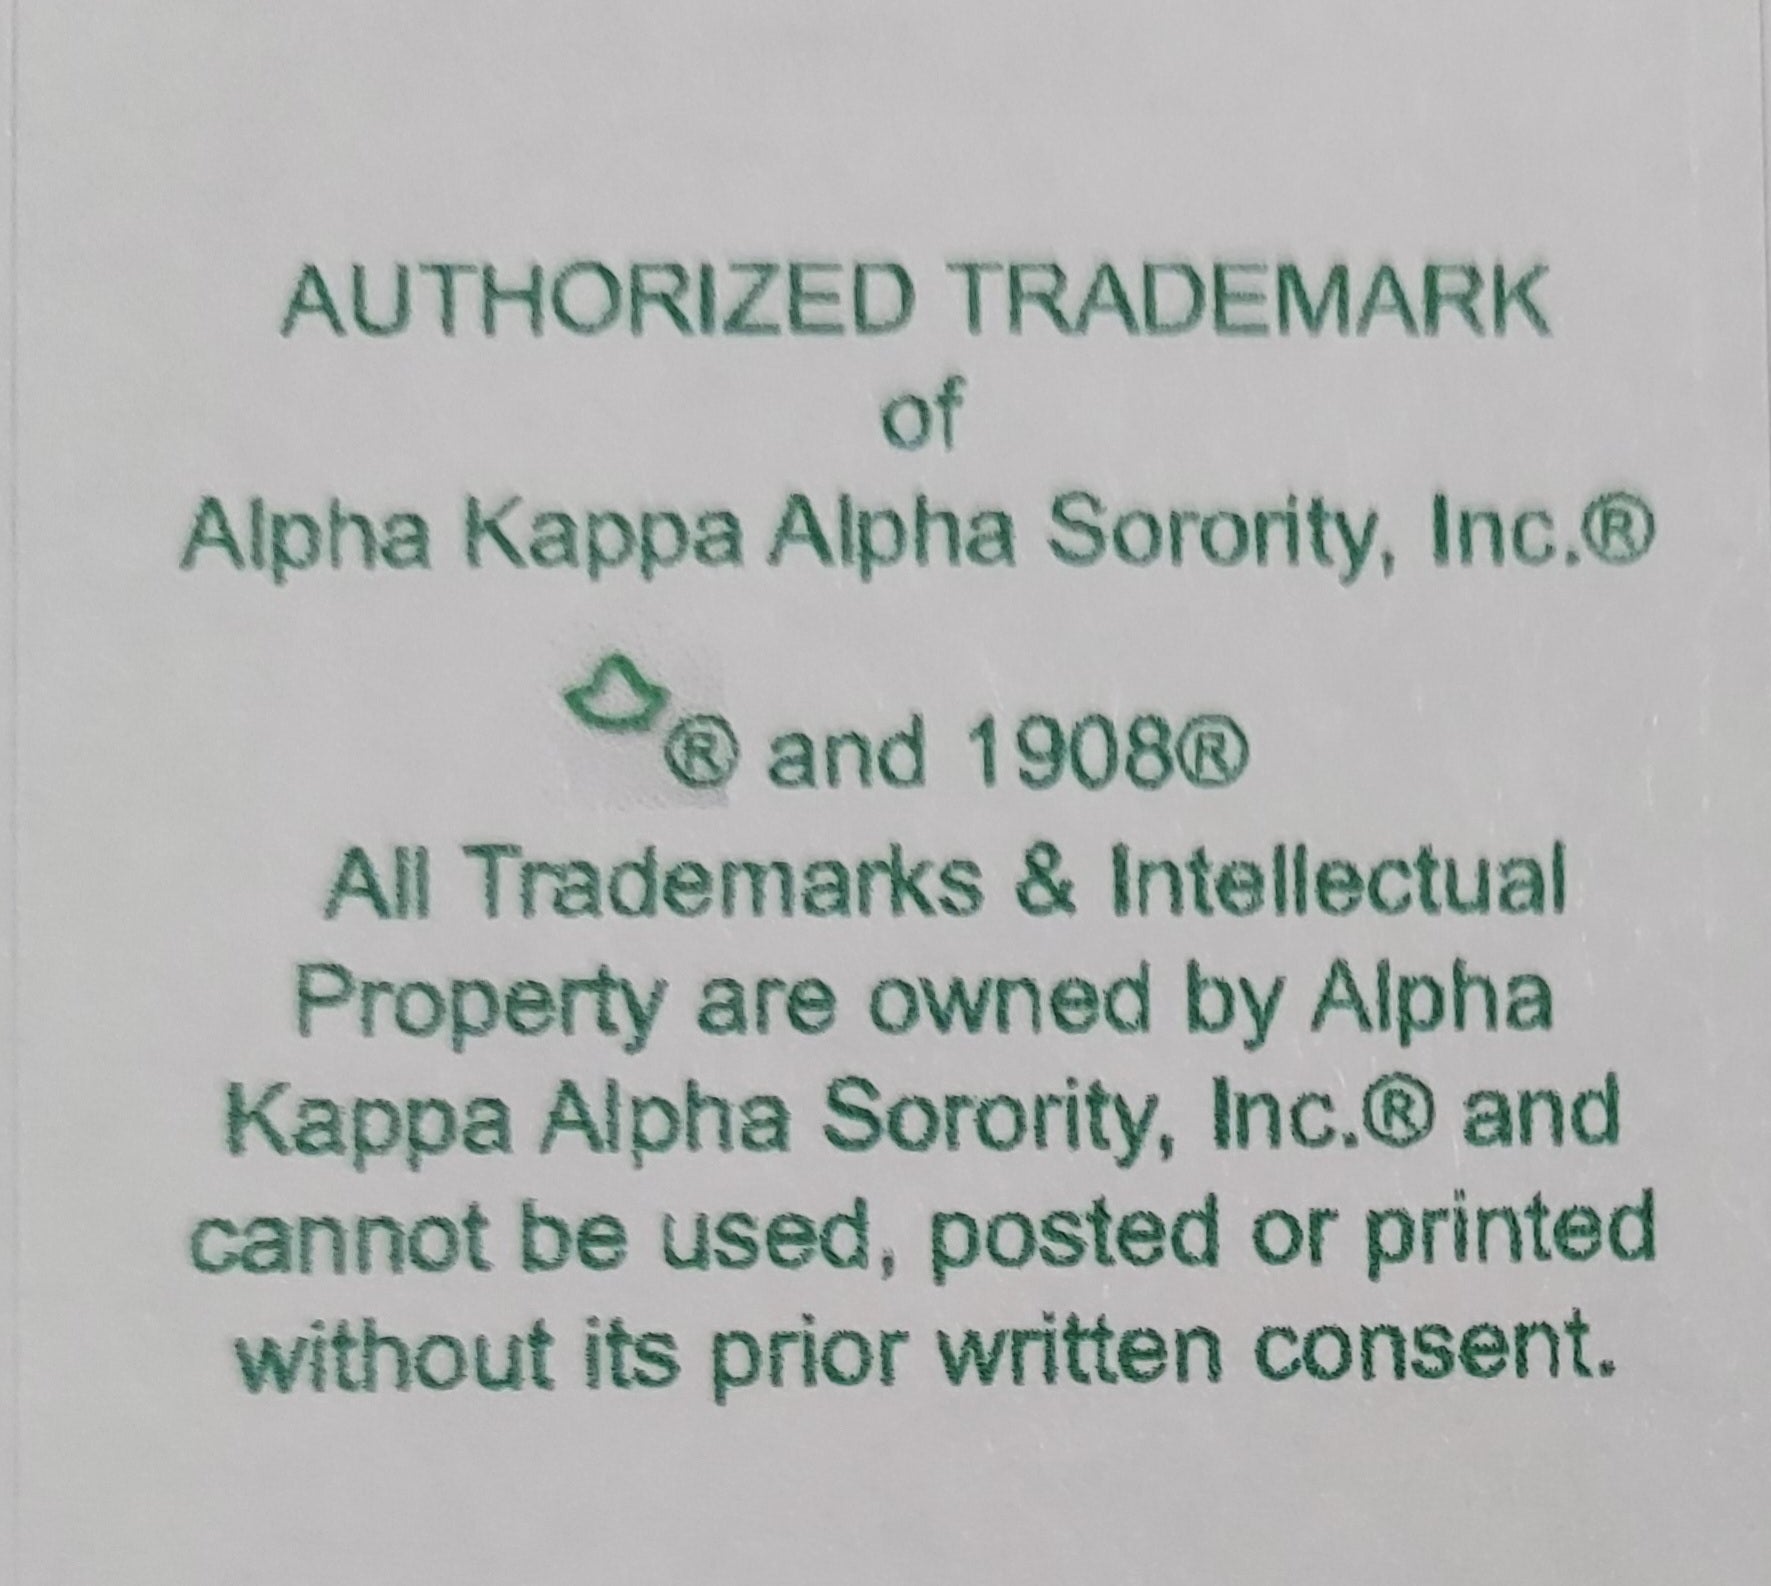 AUTHORIZED TRADEMARK
of
Alpha Kappa Alpha Sorority, Inc.®
® and 1908®
All Trademarks & Intellectual
Property are owned by Alpha
Kappa Alpha Sorority, Inc.® and
cannot be used, posted or printed
without its prior written consent.